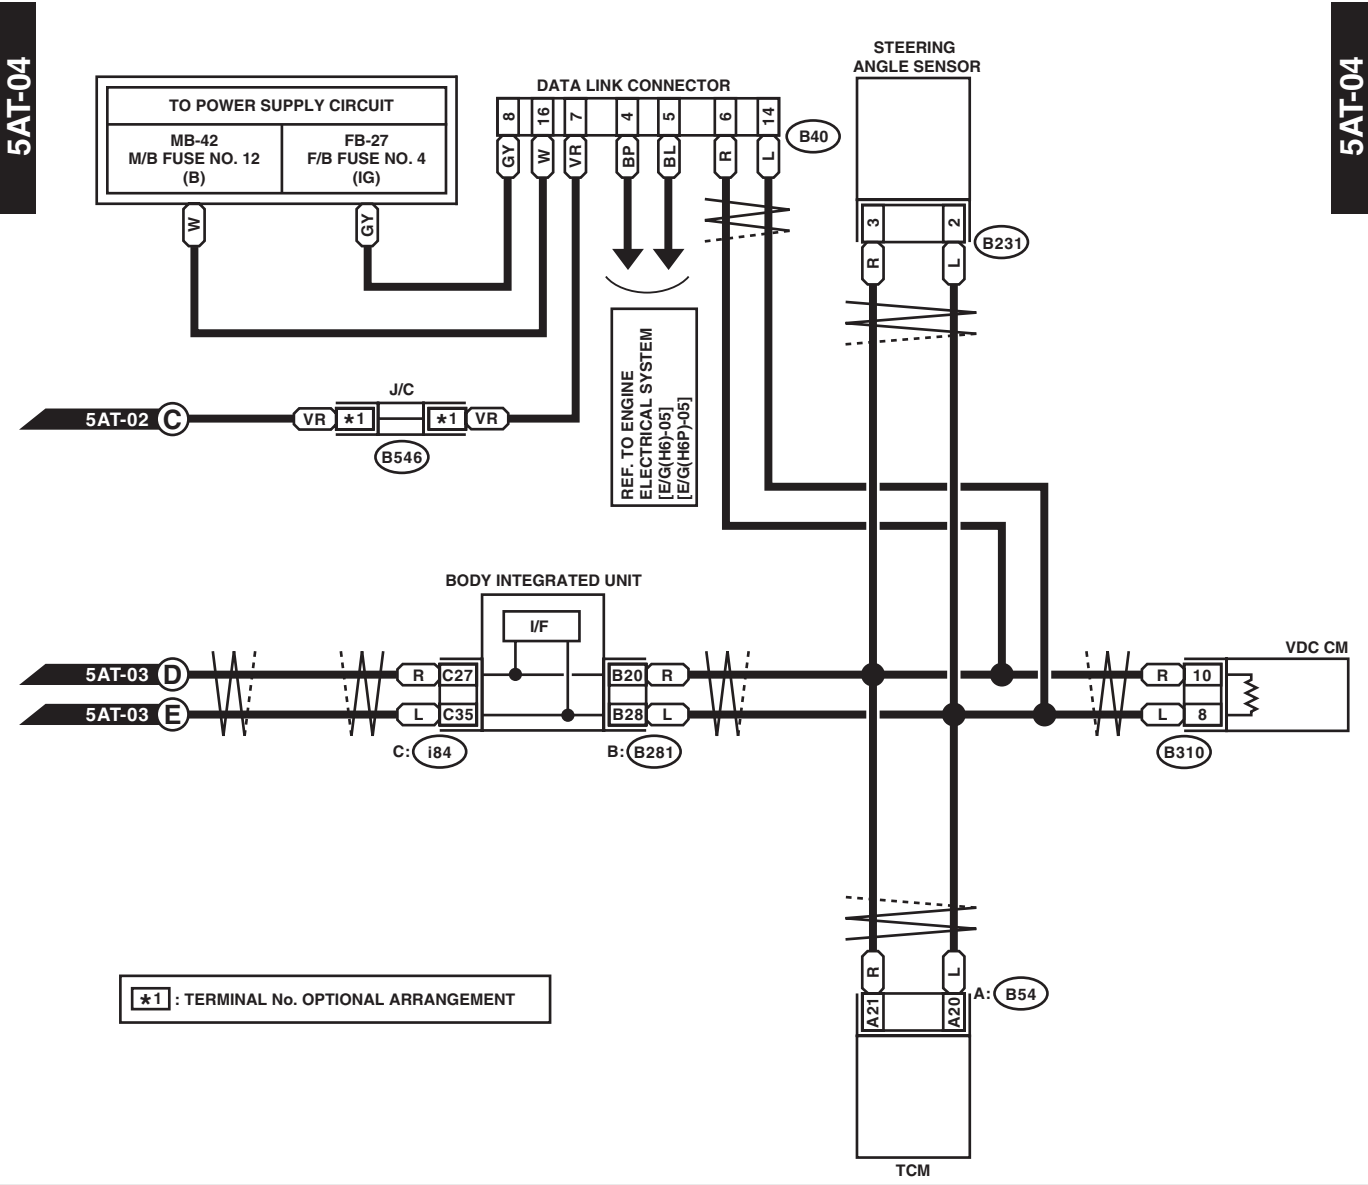 5AT-04
5AT-04
TO POWER SUPPLY CIRCUIT
MB-42
M/B FUSE NO. 12
(B)
FB-27
F/B FUSE NO. 4
(IG)
W
GY
DATA LINK CONNECTOR
8
16
7
4
5
6
14
B40
GY
W
VR
BP
BL
R
L
STEERING
ANGLE SENSOR
3
2
B231
R
L
REF. TO ENGINE
ELECTRICAL SYSTEM
[E/G(H6)-05]
[E/G(H6P)-05]
J/C
5AT-02
C
VR
*1
*1
VR
B546
BODY INTEGRATED UNIT
I/F
5AT-03
D
R
C27
B20
R
5AT-03
E
L
C35
B28
L
C:
i84
B:
B281
VDC CM
R
10
L
8
B310
R
L
A21
A20
A:
B54
TCM
*1 : TERMINAL No. OPTIONAL ARRANGEMENT